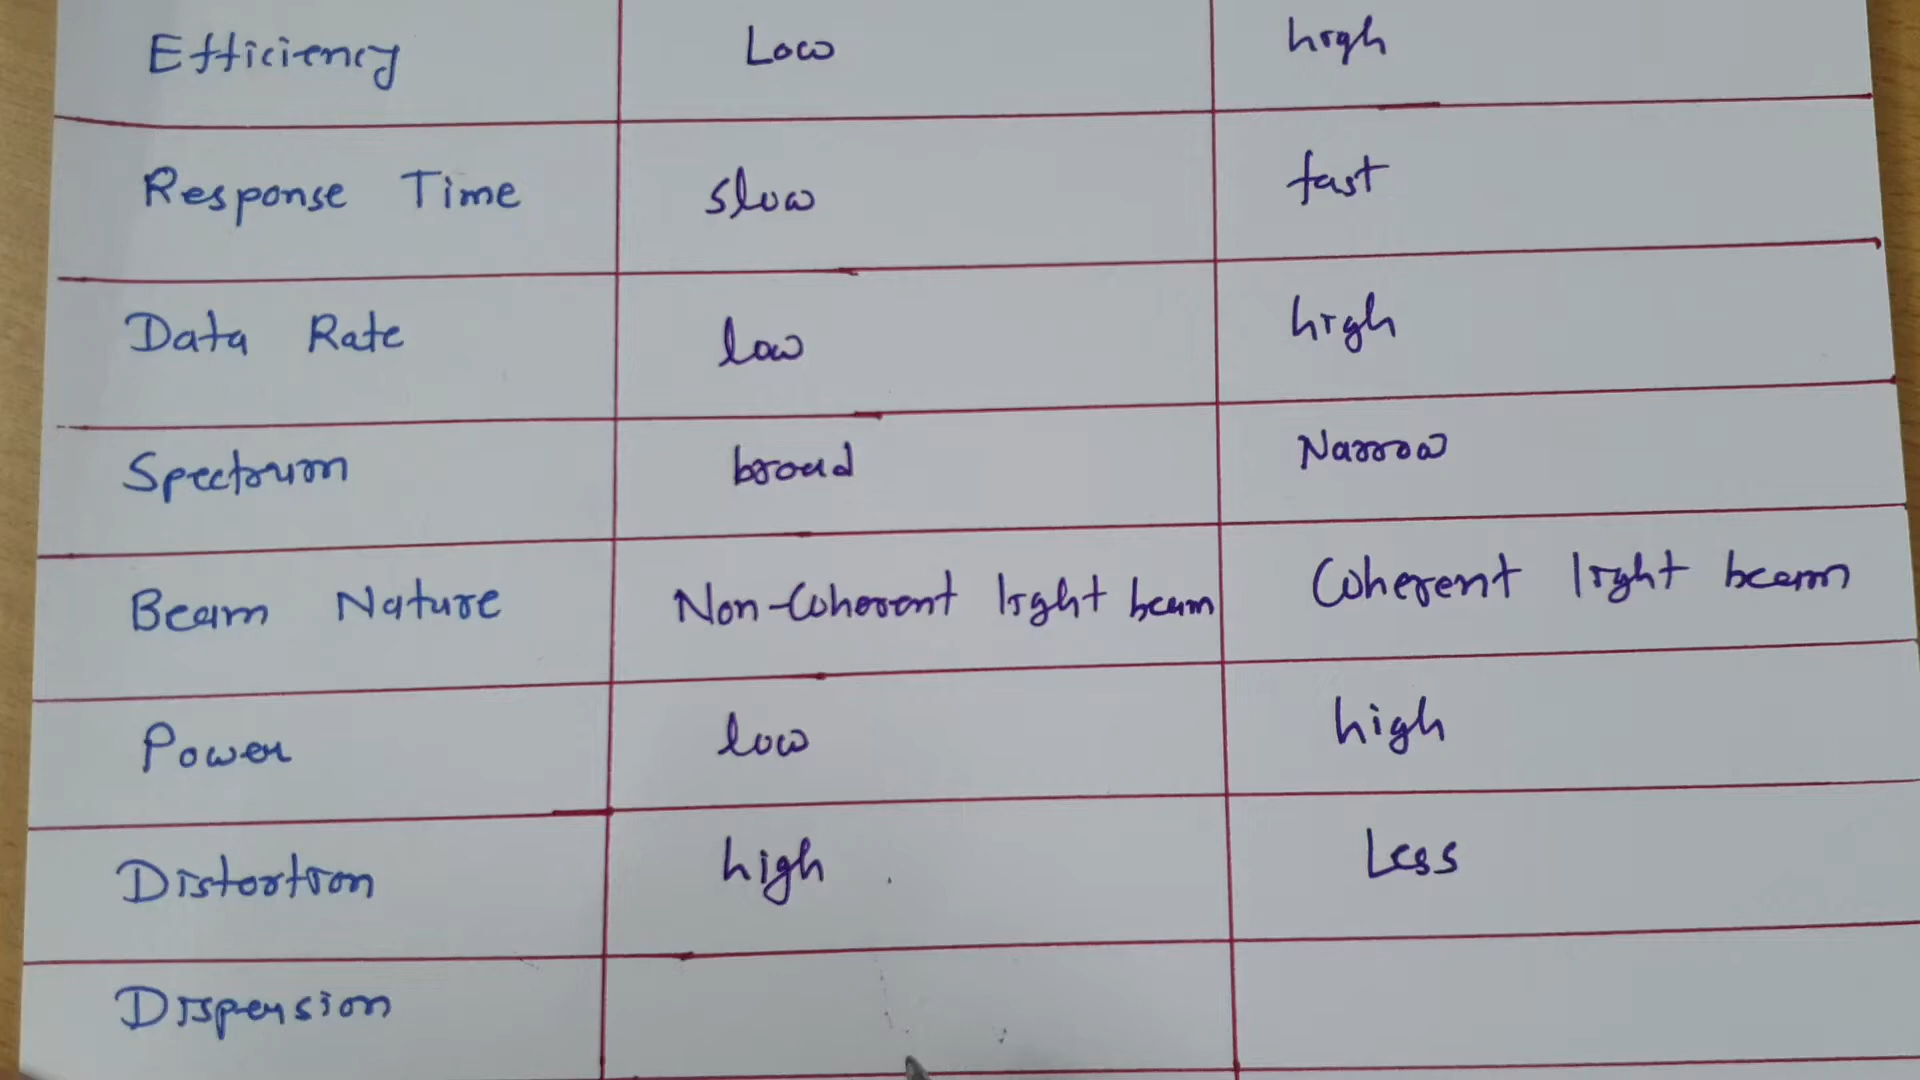 Efficiency Low high
Response Time slow fast
Data Rate low high
Spectrum broad Narrow
Beam Nature Non-Coherent light beam Coherent light beam
Power low high
Distortion high Less
Dispersion